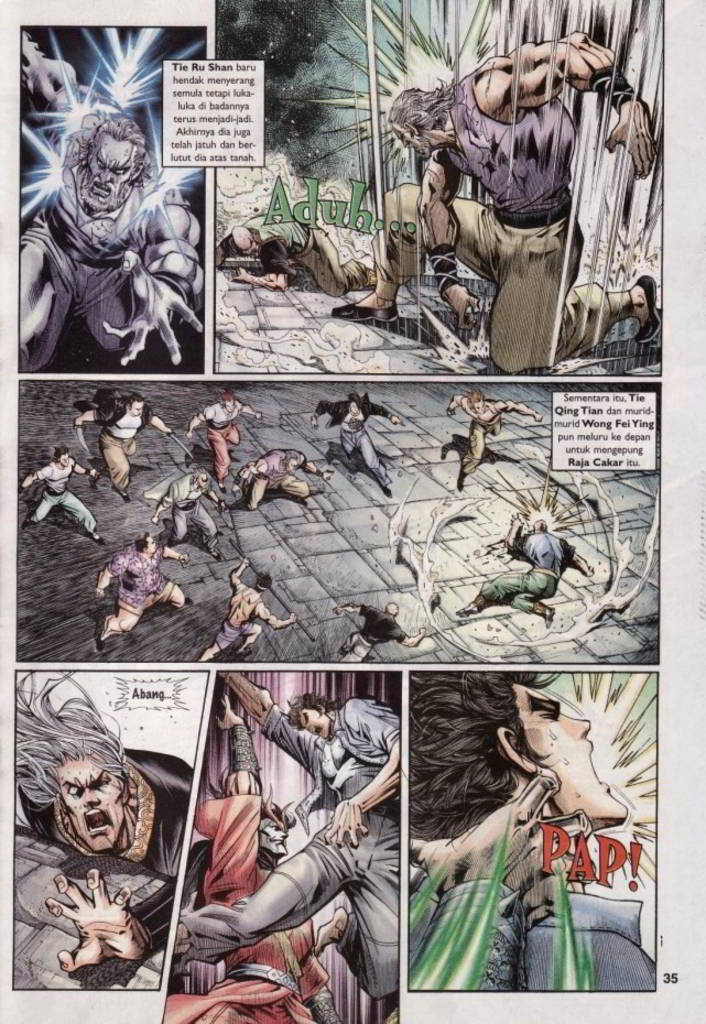 Tie Ru Shan baru
hendak menyerang
semula tetapi luka-
luka di badannya
terus menjadi-jadi.
Akhirnya dia juga
telah jatuh dan ber-
lutut dia atas tanah.
Aduh...
Sementara itu, Tie
Qing Tian dan murid-
murid Wong Fei Ying
pun meluru ke depan
untuk mengepung
Raja Cakar itu.
Abang...
PAP!
35